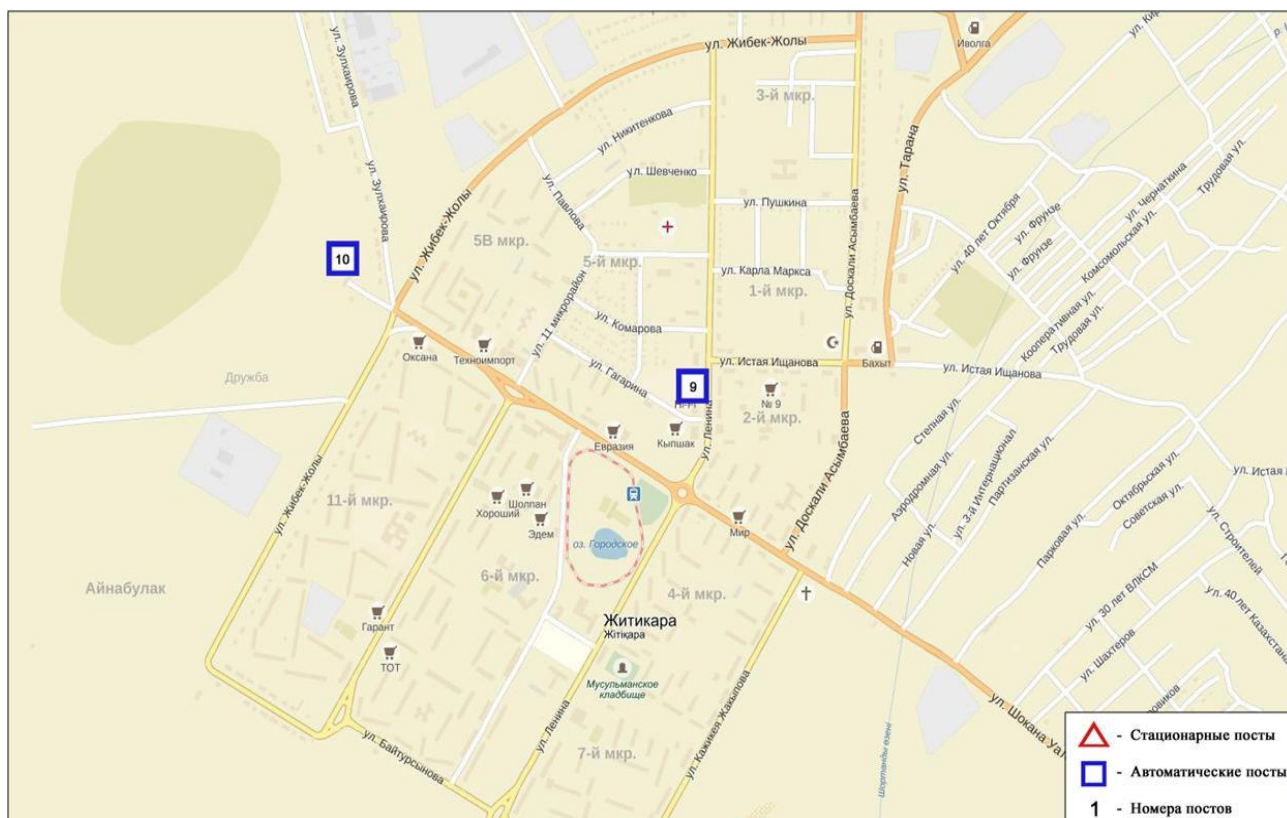 ул. Жибек-Жолы
Иволга
ул. Зулхаирова
3-й мкр.
ул. Никитенкова
ул. Тарана
ул. Чернаткина
Трудовая ул.
ул. Зулхаирова
ул. Шевченко
ул. Павлова
ул. Пушкина
ул. 40 лет Октября
ул. Фрунзе
ул. Фрунзе
Комсомольская ул.
ул. Жибек-Жолы
5В мкр.
5-й мкр.
ул. Доскали Асымбаева
10
ул. Карла Маркса
1-й мкр.
ул. 11 микрорайон
Кооперативная ул.
Трудовая ул.
ул. Комарова
Оксана
Техноимпорт
ул. Истая Ищанова
Бахыт
ул. Истая Ищанова
Дружба
ул. Гагарина
9
№ 9
2-й мкр.
Степная ул.
ул. Ленина
Евразия
Кыпшак
ул. Доскали Асымбаева
Аэродромная ул.
ул. 3-й Интернационал
Партизанская ул.
Октябрьская ул.
Советская ул.
ул. Жибек-Жолы
11-й мкр.
Шолпан
Хороший
Эдем
оз. Городское
Мир
Новая ул.
Парковая ул.
ул. Строителей
Айнабулак
6-й мкр.
4-й мкр.
ул. 30 лет ВЛКСМ
ул. 40 лет Казахстана
Гарант
ТОТ
Житикара
Жітіқара
ул. Шахтеров
Мусульманское
кладбище
ул. Кажикея Жакыпова
ул. Ленина
ул. Байтурсынова
7-й мкр.
Шортанды өзені
ул. Шокана Уал
- Стационарные посты
- Автоматические посты
1 - Номера постов